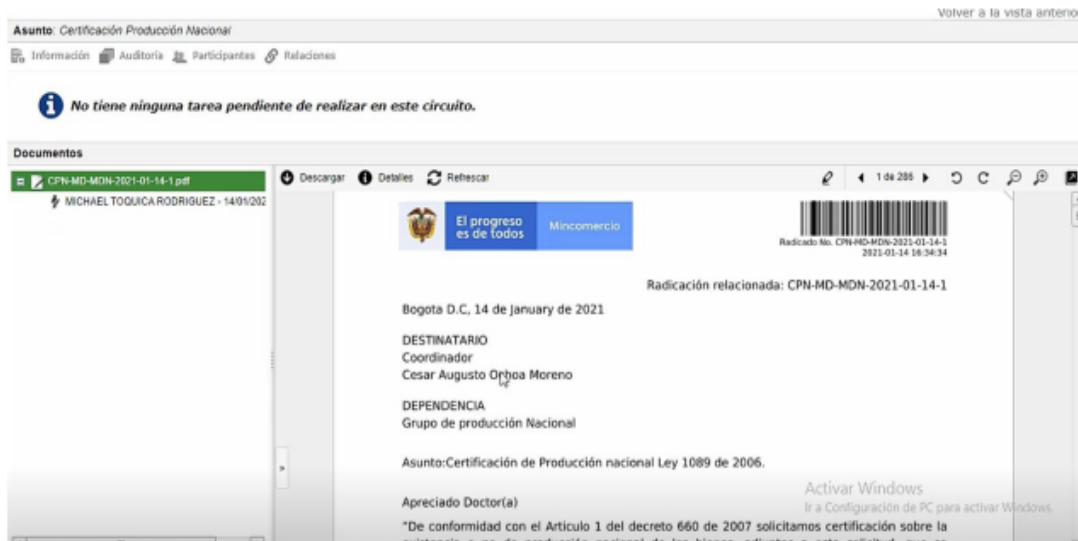 Volver a la vista anterio
Asunto: Certificación Producción Nacional
Información Auditoría Participantes Relaciones
No tiene ninguna tarea pendiente de realizar en este circuito.
Documentos
CPN-MD-MDN-2021-01-14-1.pdf
MICHAEL TOQUICA RODRIGUEZ - 14/01/202
Descargar Detalles Refrescar 1 de 286
El progreso
es de todos
Mincomercio
Radicado No. CPN-MD-MDN-2021-01-14-1
2021-01-14 16:34:34
Radicación relacionada: CPN-MD-MDN-2021-01-14-1
Bogota D.C, 14 de January de 2021
DESTINATARIO
Coordinador
Cesar Augusto Ochoa Moreno
DEPENDENCIA
Grupo de producción Nacional
Asunto:Certificación de Producción nacional Ley 1089 de 2006.
Apreciado Doctor(a)
Activar Windows
Ir a Configuración de PC para activar Windows.
"De conformidad con el Articulo 1 del decreto 660 de 2007 solicitamos certificación sobre la